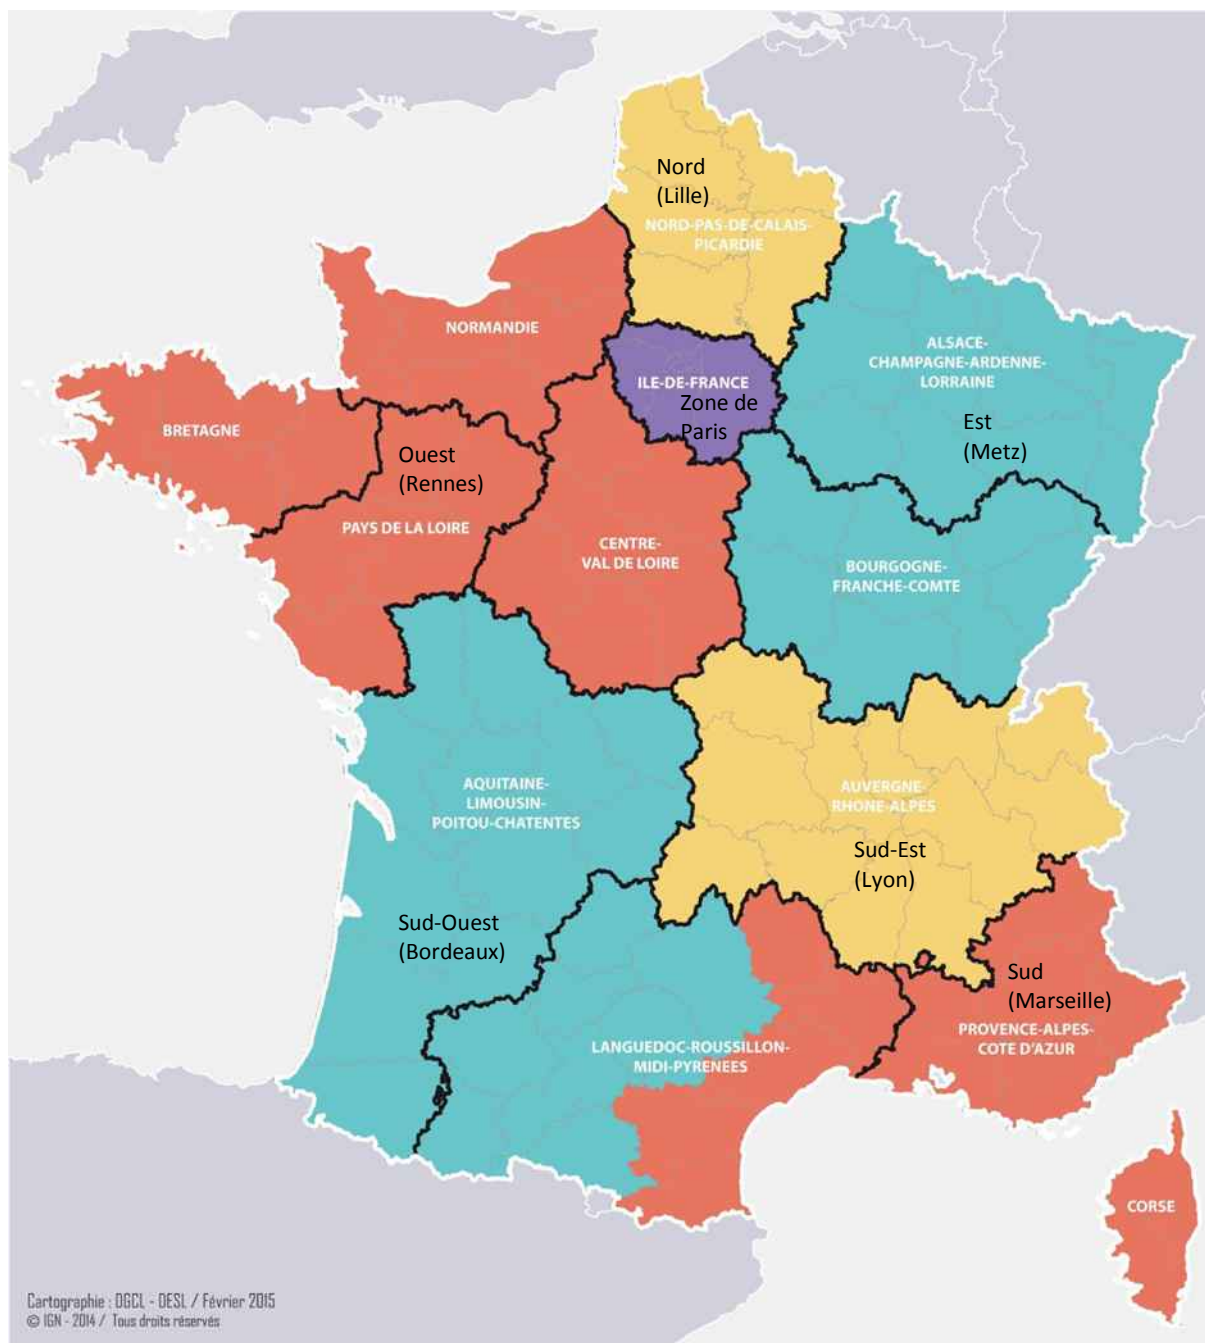 Nord
(Lille)
NORD-PAS-DE-CALAIS-
PICARDIE
NORMANDIE
ALSACE-
CHAMPAGNE-ARDENNE-
LORRAINE
ILE-DE-FRANCE
Zone de
Paris
BRETAGNE
Est
(Metz)
Ouest
(Rennes)
PAYS DE LA LOIRE
CENTRE-
VAL DE LOIRE
BOURGOGNE-
FRANCHE-COMTE
AQUITAINE-
LIMOUSIN-
POITOU-CHATENTES
AUVERGNE-
RHONE-ALPES
Sud-Est
(Lyon)
Sud-Ouest
(Bordeaux)
Sud
(Marseille)
PROVENCE-ALPES-
COTE D'AZUR
LANGUEDOC-ROUSSILLON-
MIDI-PYRENEES
CORSE
Cartographie : DGCL - DESL / Février 2015
© IGN - 2014 / Tous droits réservés